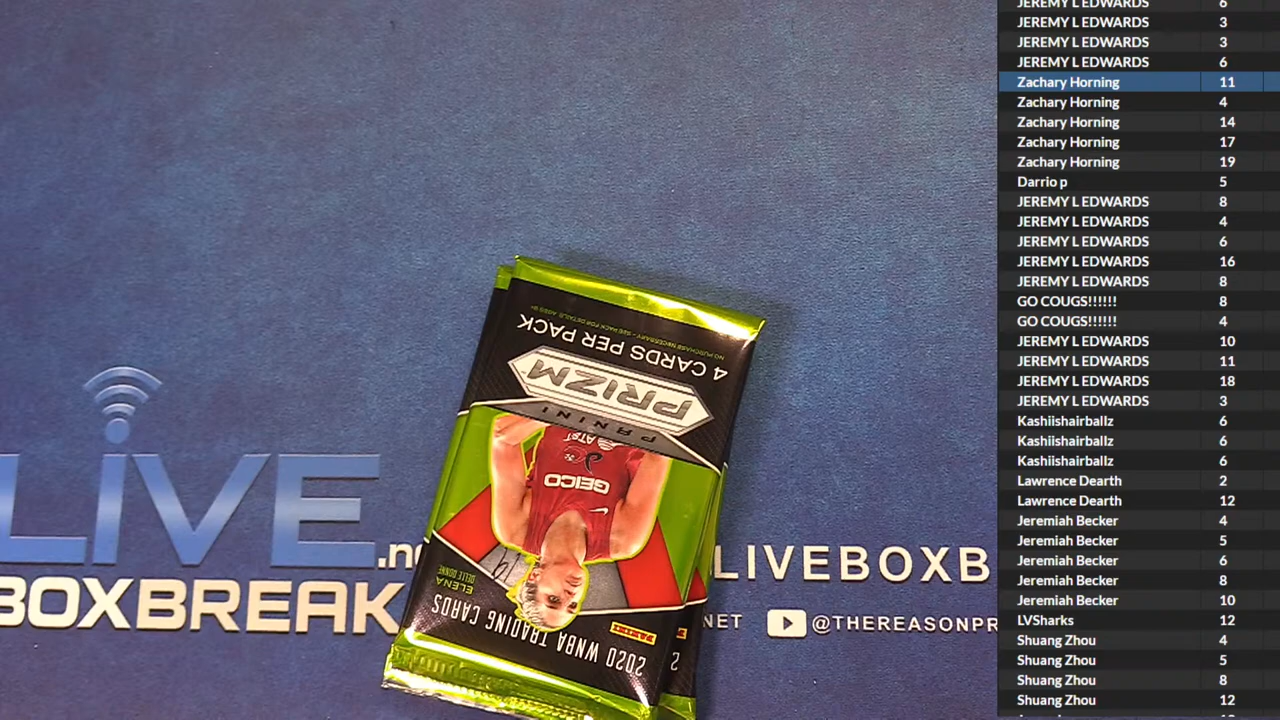 JEREMY L EDWARDS 6
JEREMY L EDWARDS 3
JEREMY L EDWARDS 3
JEREMY L EDWARDS 6
Zachary Horning 11
Zachary Horning 4
Zachary Horning 14
Zachary Horning 17
Zachary Horning 19
Darrio p 5
JEREMY L EDWARDS 8
JEREMY L EDWARDS 4
JEREMY L EDWARDS 6
JEREMY L EDWARDS 16
JEREMY L EDWARDS 8
GO COUGS!!!!!! 8
GO COUGS!!!!!! 4
JEREMY L EDWARDS 10
JEREMY L EDWARDS 11
JEREMY L EDWARDS 18
JEREMY L EDWARDS 3
Kashiishairballz 6
Kashiishairballz 6
Kashiishairballz 6
Lawrence Dearth 2
Lawrence Dearth 12
Jeremiah Becker 4
Jeremiah Becker 5
Jeremiah Becker 6
Jeremiah Becker 8
Jeremiah Becker 10
LVSharks 12
Shuang Zhou 4
Shuang Zhou 5
Shuang Zhou 8
Shuang Zhou 12
LIVE
BOXBREAK
LIVEBOXB
NET
@THEREASONPR
2020 WNBA TRADING CARDS
PANINI
ELENA
DELLE DONNE
GEICO
AT&T
PANINI
PRIZM
4 CARDS PER PACK
2